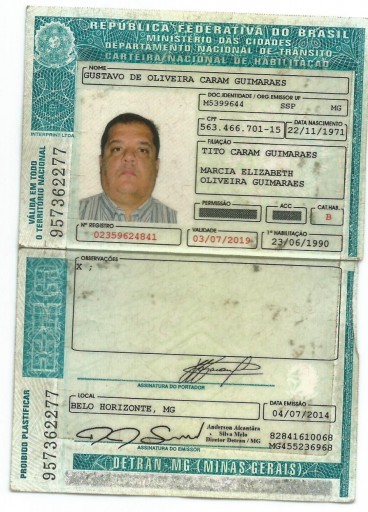 REPÚBLICA FEDERATIVA DO BRASIL
MINISTÉRIO DAS CIDADES
DEPARTAMENTO NACIONAL DE TRÂNSITO
CARTEIRA NACIONAL DE HABILITAÇÃO
NOME
GUSTAVO DE OLIVEIRA CARAM GUIMARAES
DOC. IDENTIDADE / ORG EMISSOR UF
M5399644 SSP MG
CPF DATA NASCIMENTO
563.466.701-15 22/11/1971
FILIAÇÃO
TITO CARAM GUIMARAES
MARCIA ELIZABETH
OLIVEIRA GUIMARAES
PERMISSÃO ACC CAT.HAB.
B
Nº REGISTRO VALIDADE 1ª HABILITAÇÃO
02359624841 03/07/2019 23/06/1990
VÁLIDA EM TODO
O TERRITÓRIO NACIONAL
957362277
INTERPRINT LTDA
OBSERVAÇÕES
X ;
ASSINATURA DO PORTADOR
LOCAL DATA EMISSÃO
BELO HORIZONTE, MG 04/07/2014
Anderson Alcantâra
Silva Melo
Diretor Detran / MG
82841610068
MG455236968
ASSINATURA DO EMISSOR
PROIBIDO PLASTIFICAR
957362277
DETRAN-MG (MINAS GERAIS)